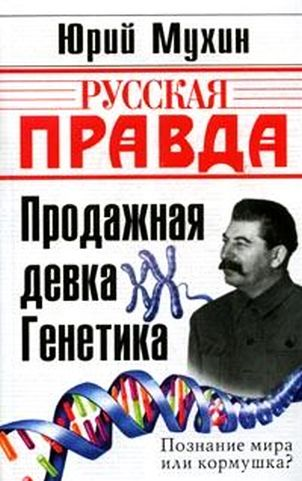 Юрий Мухин
РУССКАЯ
ПРАВДА
Продажная
девка
Генетика
Познание мира
или кормушка?